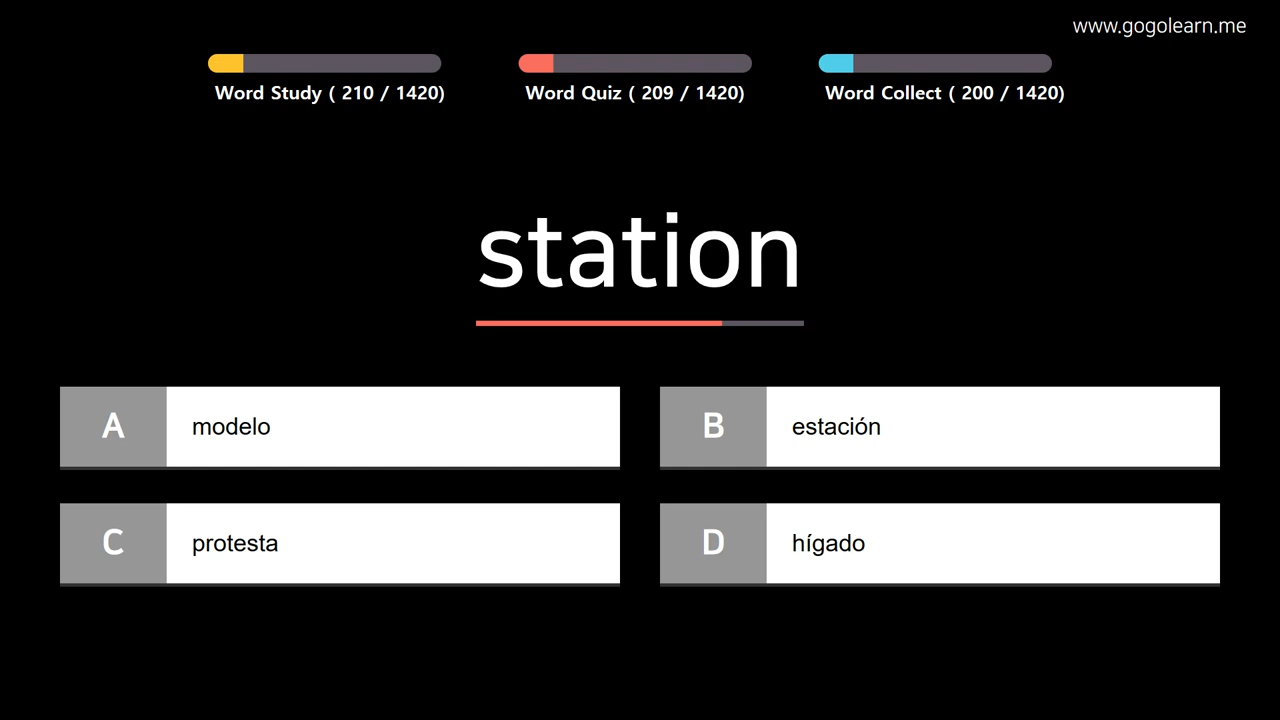 www.gogolearn.me
Word Study ( 210 / 1420)
Word Quiz ( 209 / 1420)
Word Collect ( 200 / 1420)
station
A modelo
B estación
C protesta
D hígado